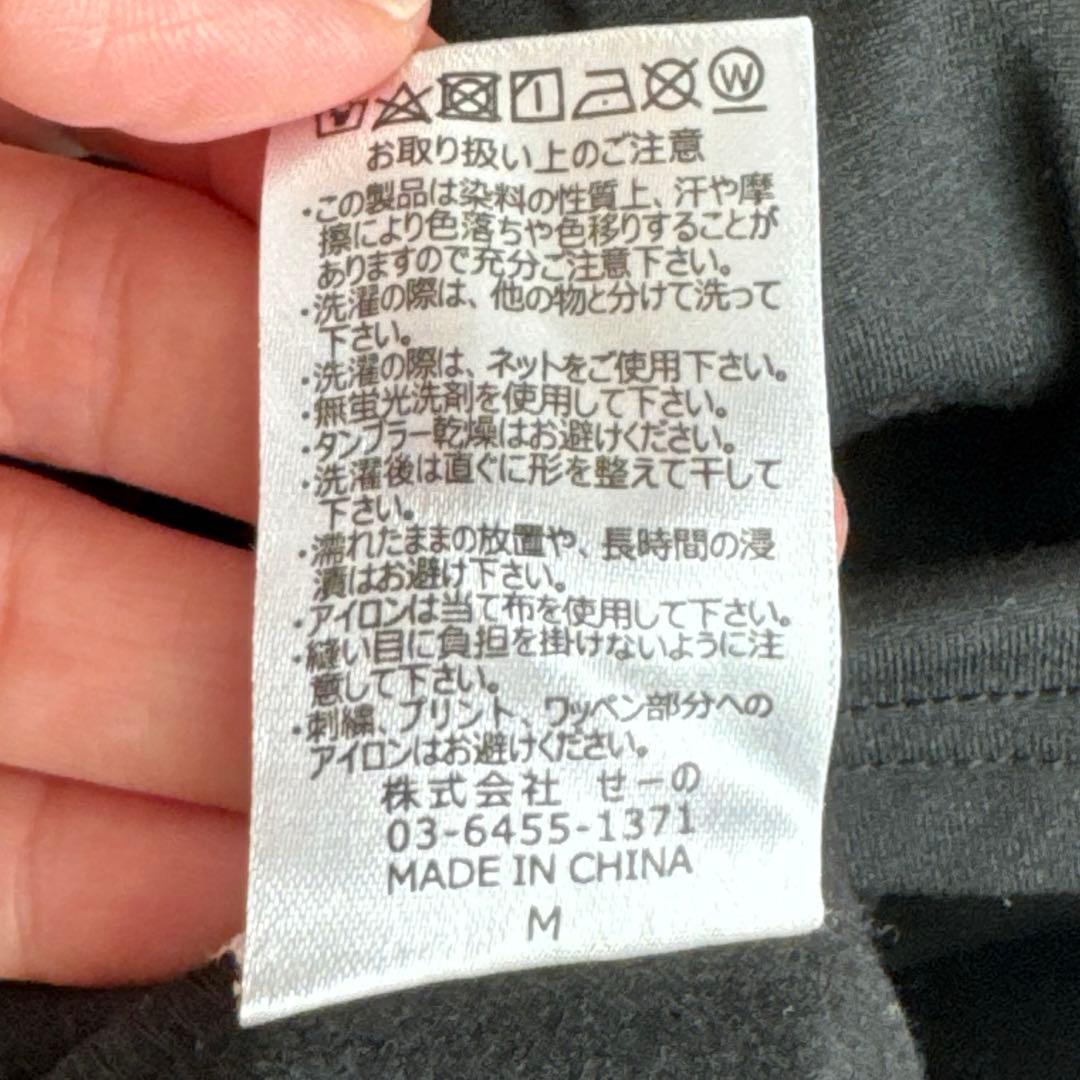 W
お取り扱い上のご注意
・この製品は染料の性質上、汗や摩
擦により色落ちや色移りすることが
ありますので充分ご注意下さい。
・洗濯の際は、他の物と分けて洗って
下さい。
・洗濯の際は、ネットをご使用下さい。
・無蛍光洗剤を使用して下さい。
・タンブラー乾燥はお避けください。
・洗濯後は直ぐに形を整えて干して
下さい。
・濡れたままの放置や、長時間の浸
漬はお避け下さい。
・アイロンは当て布を使用して下さい。
・縫い目に負担を掛けないように注
意して下さい。
・刺繍、プリント、ワッペン部分への
アイロンはお避けください。
株式会社 せーの
03-6455-1371
MADE IN CHINA
M